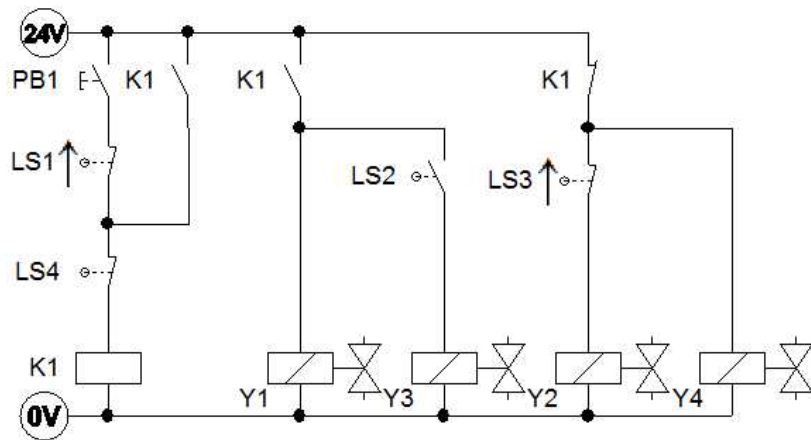 24V
PB1 K1 K1 K1
LS1 LS2 LS3
LS4
K1
Y1 Y3 Y2 Y4
0V